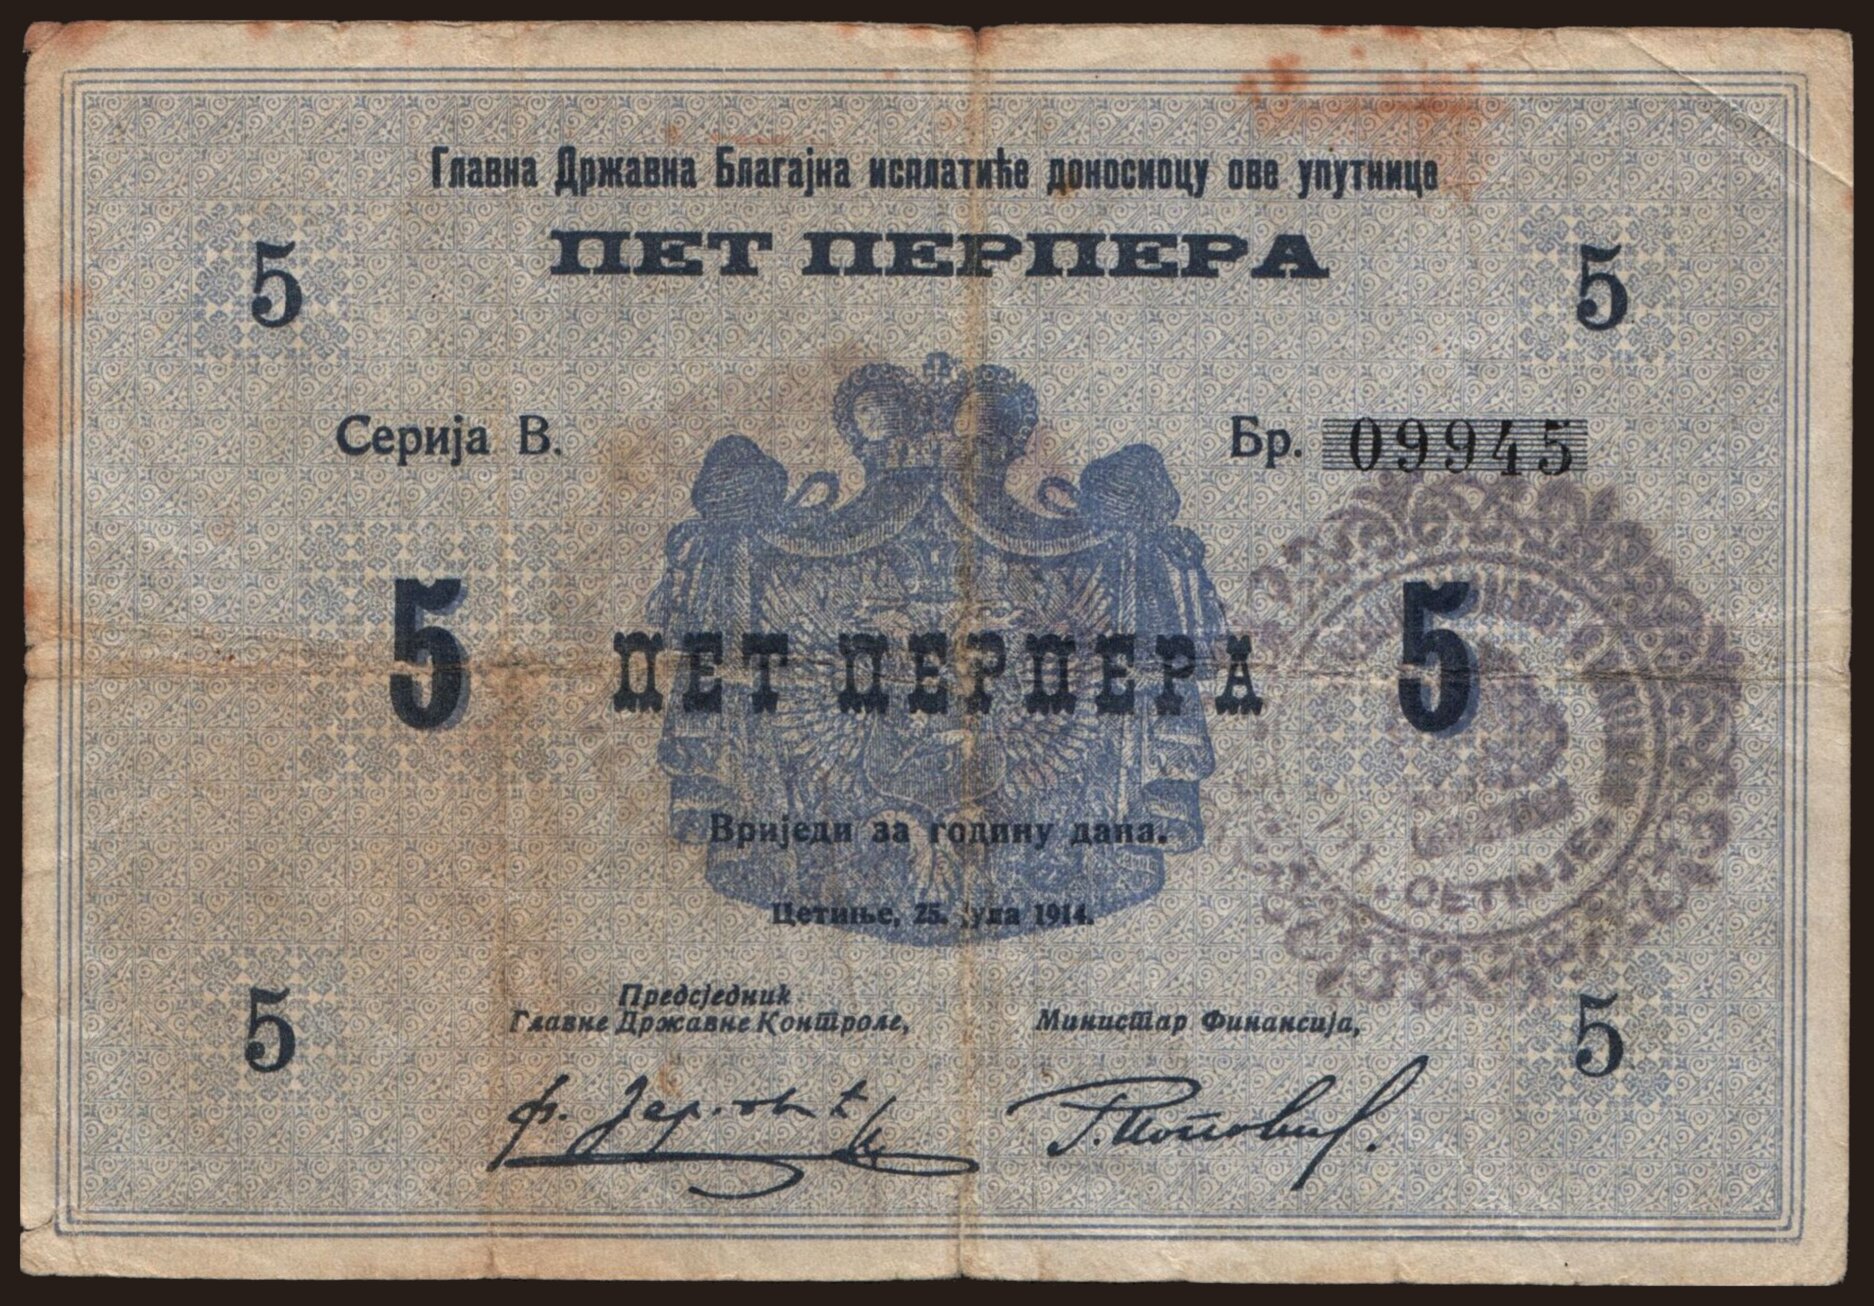 Главна Државна Благајна исплатиће доносиоцу ове упутнице
ПЕТ ПЕРПЕРА
5 5
Серија В. Бр. 09945
5 ПЕТ ПЕРПЕРА 5
Вриједи за годину дана.
CETINJE
Цетиње, 25. јула 1914.
Предсједник
Главне Државне Контроле,
Министар Финансија,
5 5
Г. Поповић.